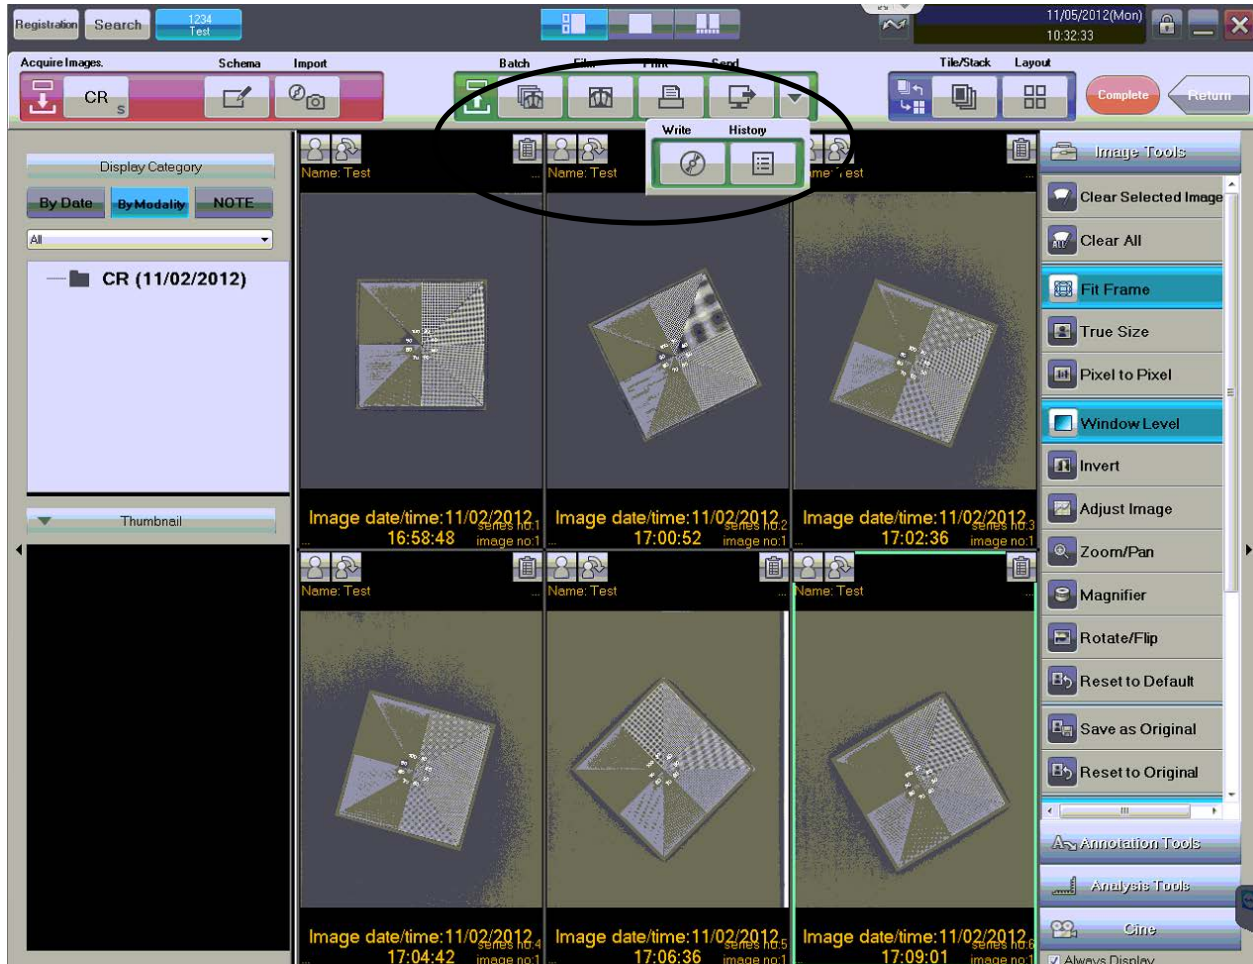 Registration Search 1234 11/05/2012(Mon)
Test 10:32:33
Acquire Images. Schema Import Batch Film Print Send Tile/Stack Layout
CR S Complete Return
Write History
Display Category
By Date By Modality NOTE
All
CR (11/02/2012)
Thumbnail
Name: Test ...
Image date/time:11/02/2012
series no:1
16:58:48 image no:1
...
Name: Test
Image date/time:11/02/2012
series no:2
17:00:52 image no:1
Name: Test ...
Image date/time:11/02/2012
series no:3
17:02:36 image no:1
...
Name: Test ...
Image date/time:11/02/2012
series no:4
17:04:42 image no:1
...
Name: Test ...
Image date/time:11/02/2012
series no:5
17:06:36 image no:1
...
Name: Test ...
Image date/time:11/02/2012
series no:6
17:09:01 image no:1
...
Image Tools
Clear Selected Image
ALL Clear All
Fit Frame
True Size
Pixel to Pixel
Window Level
Invert
Adjust Image
Zoom/Pan
Magnifier
Rotate/Flip
Reset to Default
Save as Original
Reset to Original
Annotation Tools
Analysis Tools
Cine
Always Display